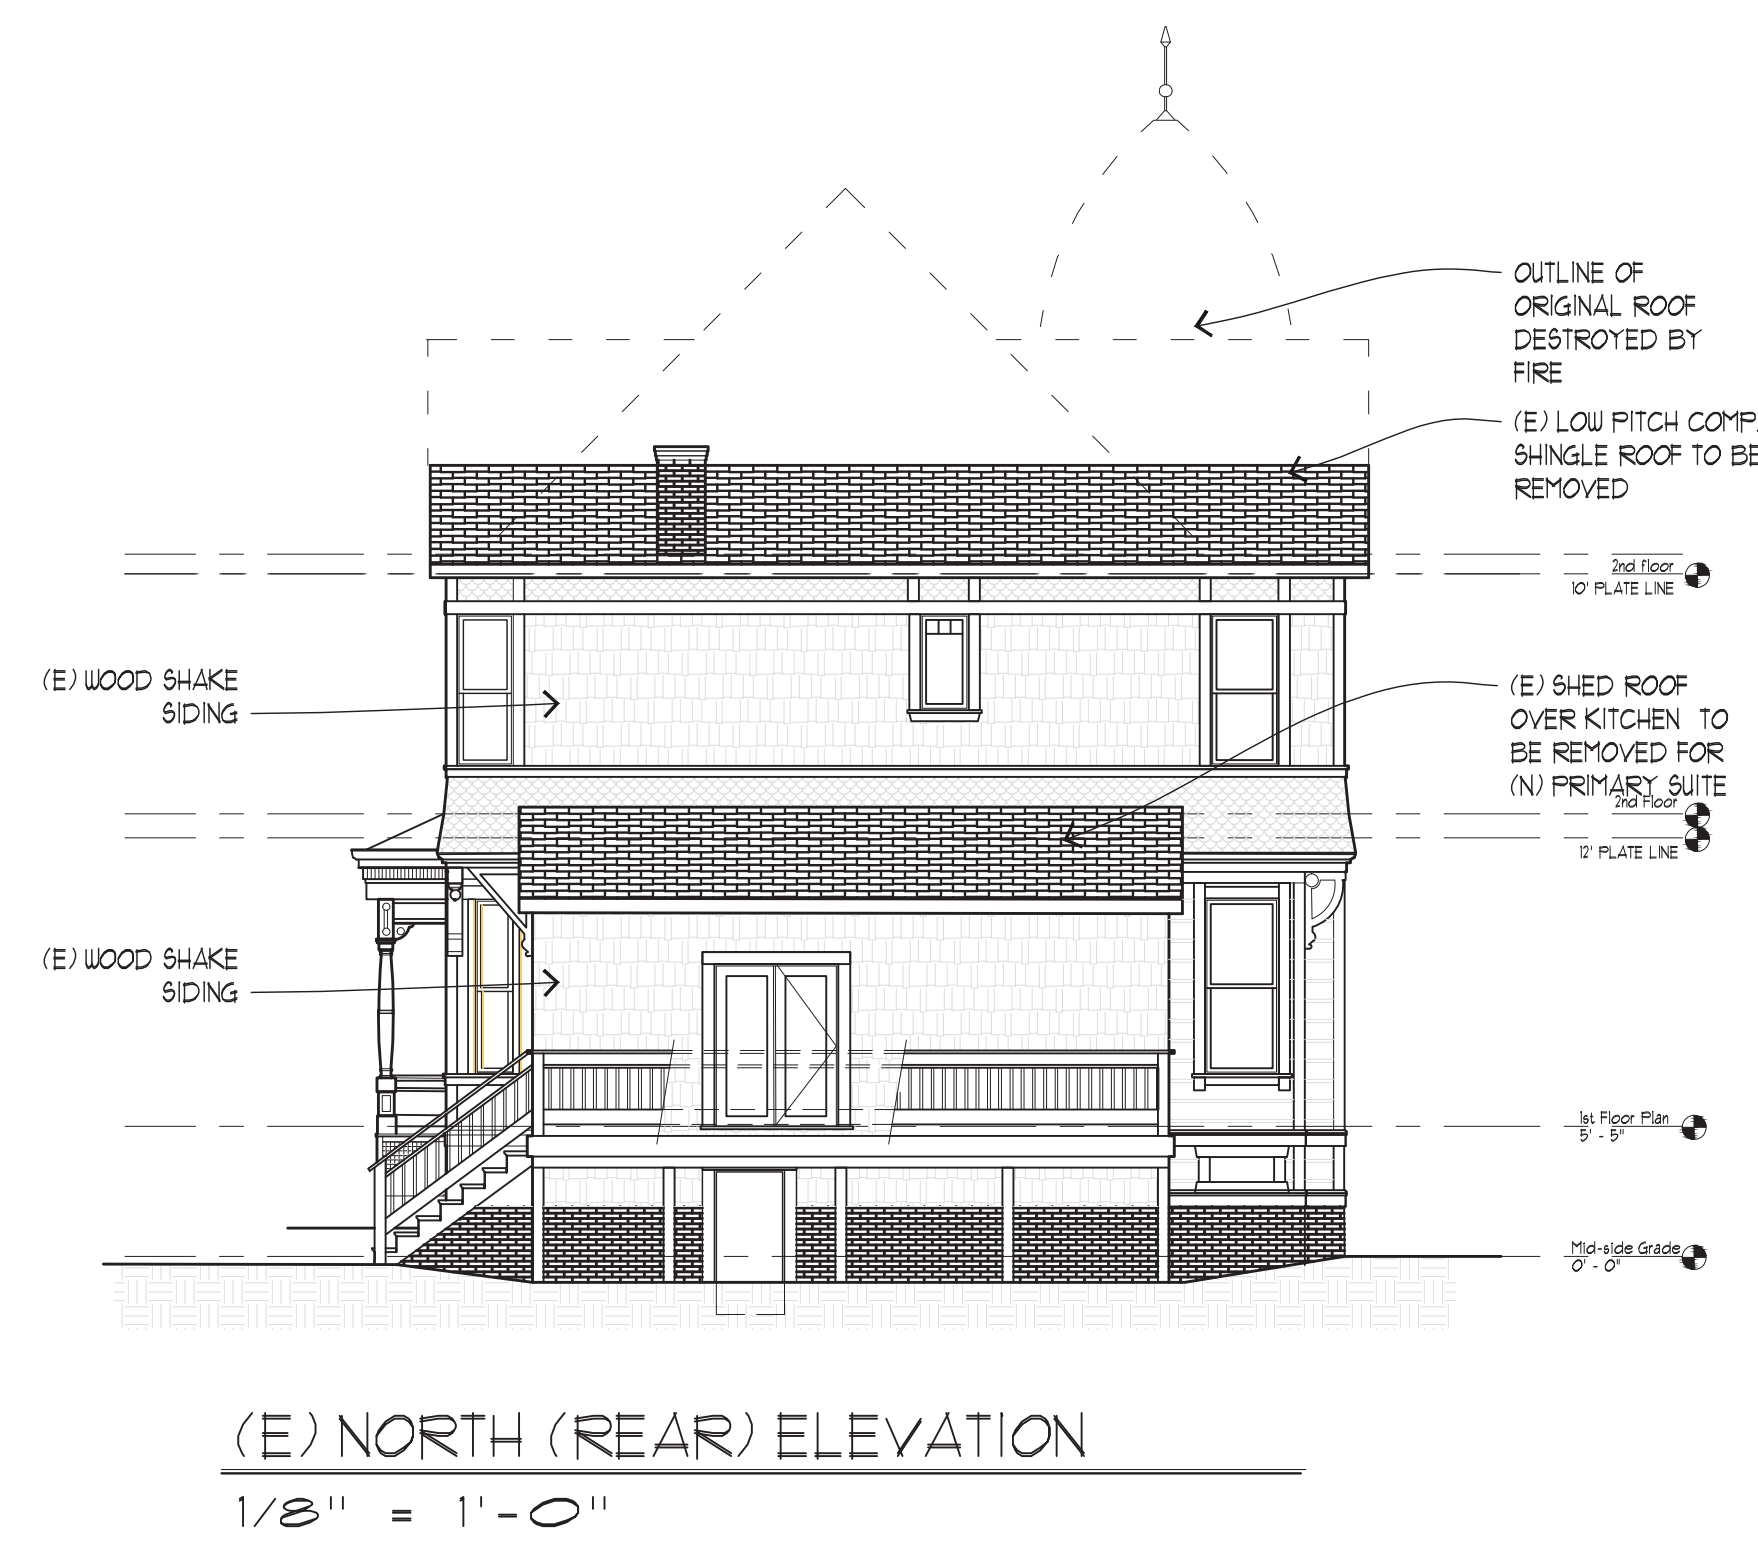 OUTLINE OF
ORIGINAL ROOF
DESTROYED BY
FIRE
(E) LOW PITCH COMP.
SHINGLE ROOF TO BE
REMOVED
2nd floor
10' PLATE LINE
(E) WOOD SHAKE
SIDING
(E) SHED ROOF
OVER KITCHEN TO
BE REMOVED FOR
(N) PRIMARY SUITE
2nd Floor
12' PLATE LINE
(E) WOOD SHAKE
SIDING
1st Floor Plan
5' - 5"
Mid-side Grade
0' - 0"
(E) NORTH (REAR) ELEVATION
1/8" = 1'-0"